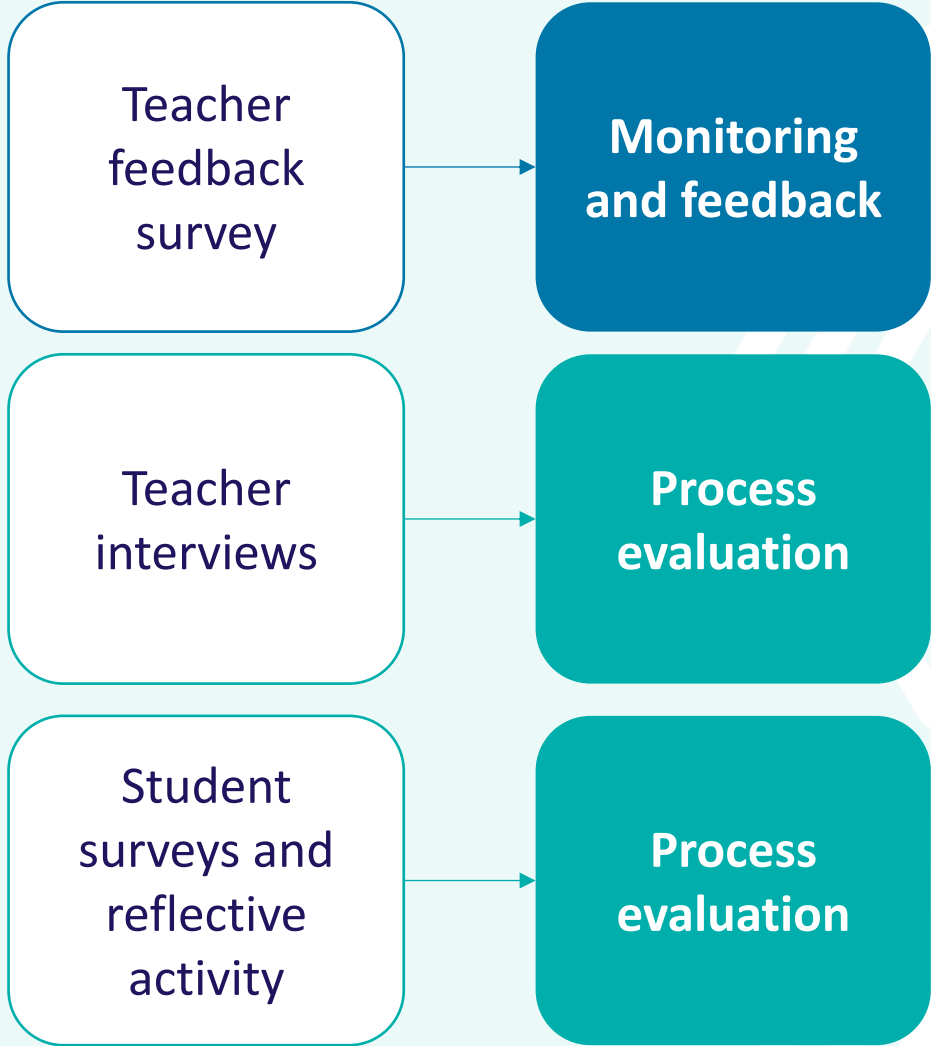 Teacher
feedback
survey
Monitoring
and feedback
Teacher
interviews
Process
evaluation
Student
surveys and
reflective
activity
Process
evaluation